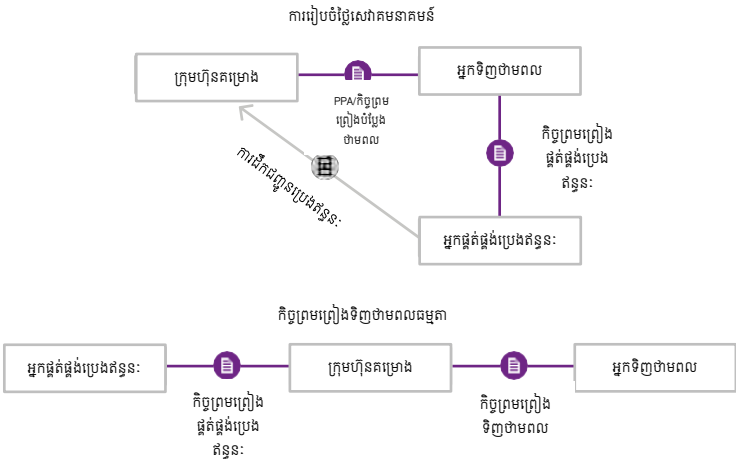 ការរៀបចំថ្លៃសេវាគមនាគមន៍
ក្រុមហ៊ុនគម្រោង
អ្នកទិញថាមពល
PPA/កិច្ចព្រម
ព្រៀងបំប្លែង
ថាមពល
កិច្ចព្រមព្រៀង
ផ្គត់ផ្គង់ប្រេង
ឥន្ធនៈ
ការដឹកជញ្ជូនប្រេងឥន្ធនៈ
អ្នកផ្គត់ផ្គង់ប្រេងឥន្ធនៈ
កិច្ចព្រមព្រៀងទិញថាមពលធម្មតា
អ្នកផ្គត់ផ្គង់ប្រេងឥន្ធនៈ
ក្រុមហ៊ុនគម្រោង
អ្នកទិញថាមពល
កិច្ចព្រមព្រៀង
ផ្គត់ផ្គង់ប្រេង
ឥន្ធនៈ
កិច្ចព្រមព្រៀង
ទិញថាមពល